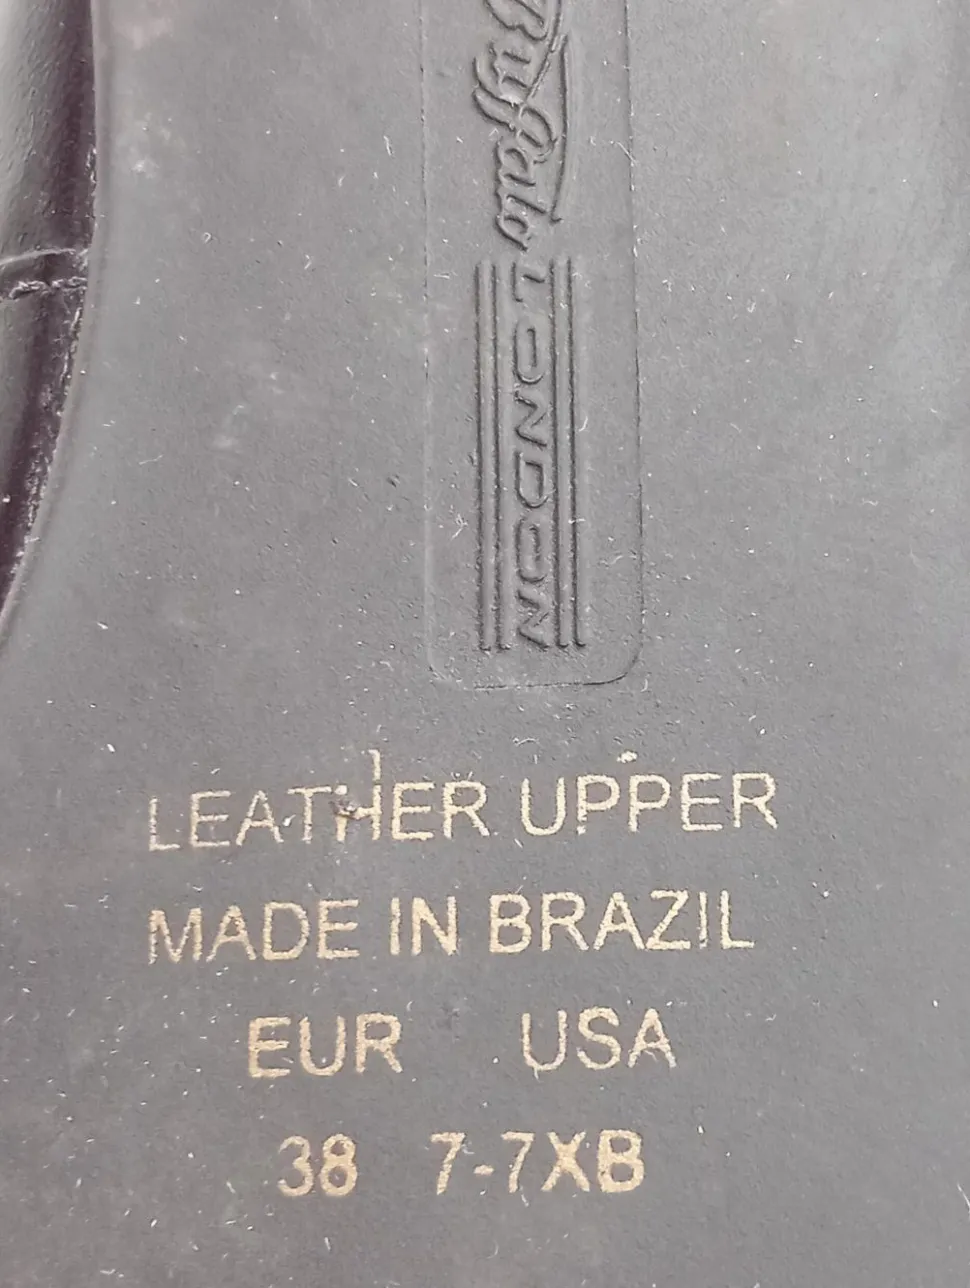 Buffalo LONDON
LEATHER UPPER
MADE IN BRAZIL
EUR USA
38 7-7XB